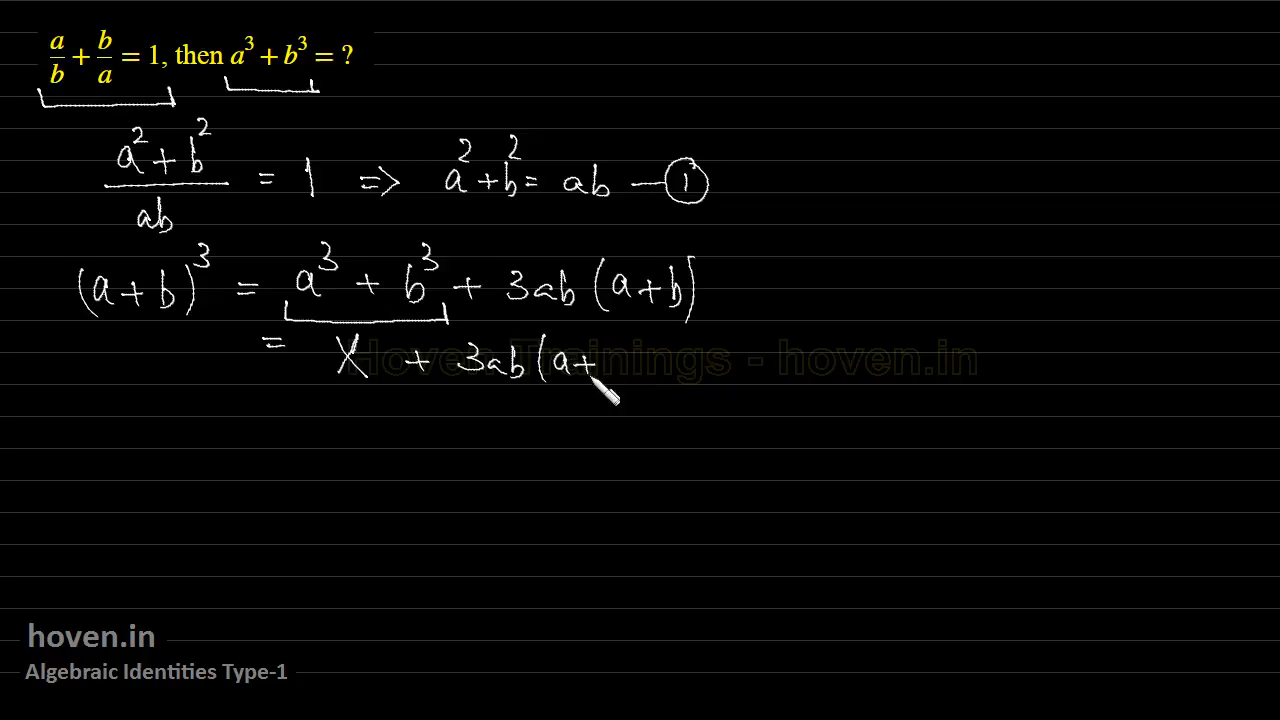 a/b + b/a = 1, then a³ + b³ = ?
(a² + b²)/ab = 1 => a² + b² = ab — ①
(a + b)³ = a³ + b³ + 3ab (a + b)
= X + 3ab (a +
Hoven Trainings - hoven.in
hoven.in
Algebraic Identities Type-1